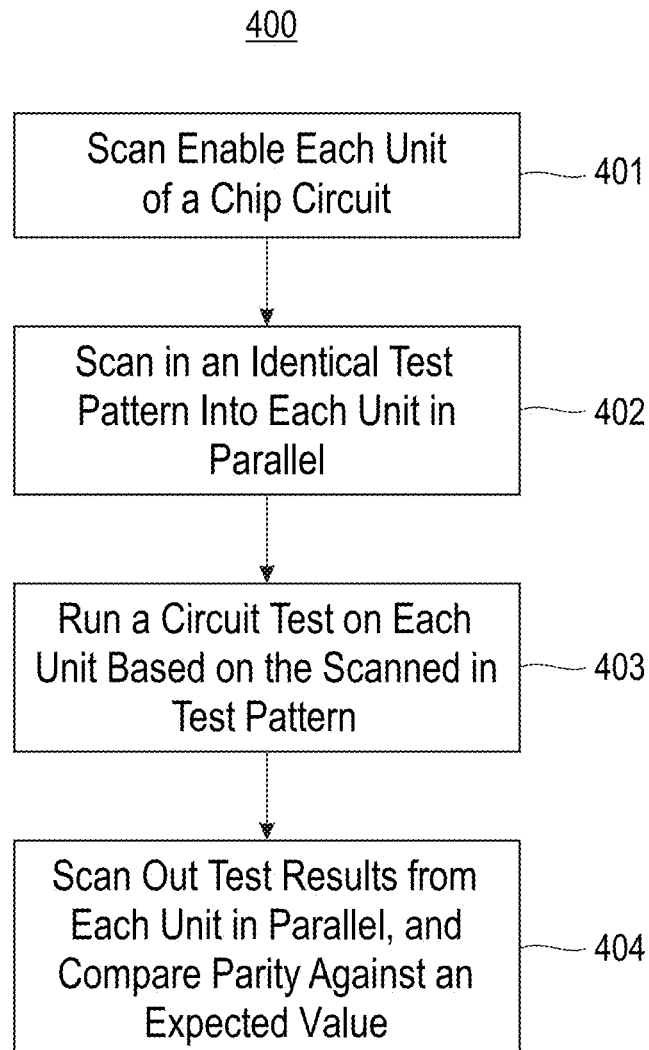 400
Scan Enable Each Unit
of a Chip Circuit
401
Scan in an Identical Test
Pattern Into Each Unit in
Parallel
402
Run a Circuit Test on Each
Unit Based on the Scanned in
Test Pattern
403
Scan Out Test Results from
Each Unit in Parallel, and
Compare Parity Against an
Expected Value
404